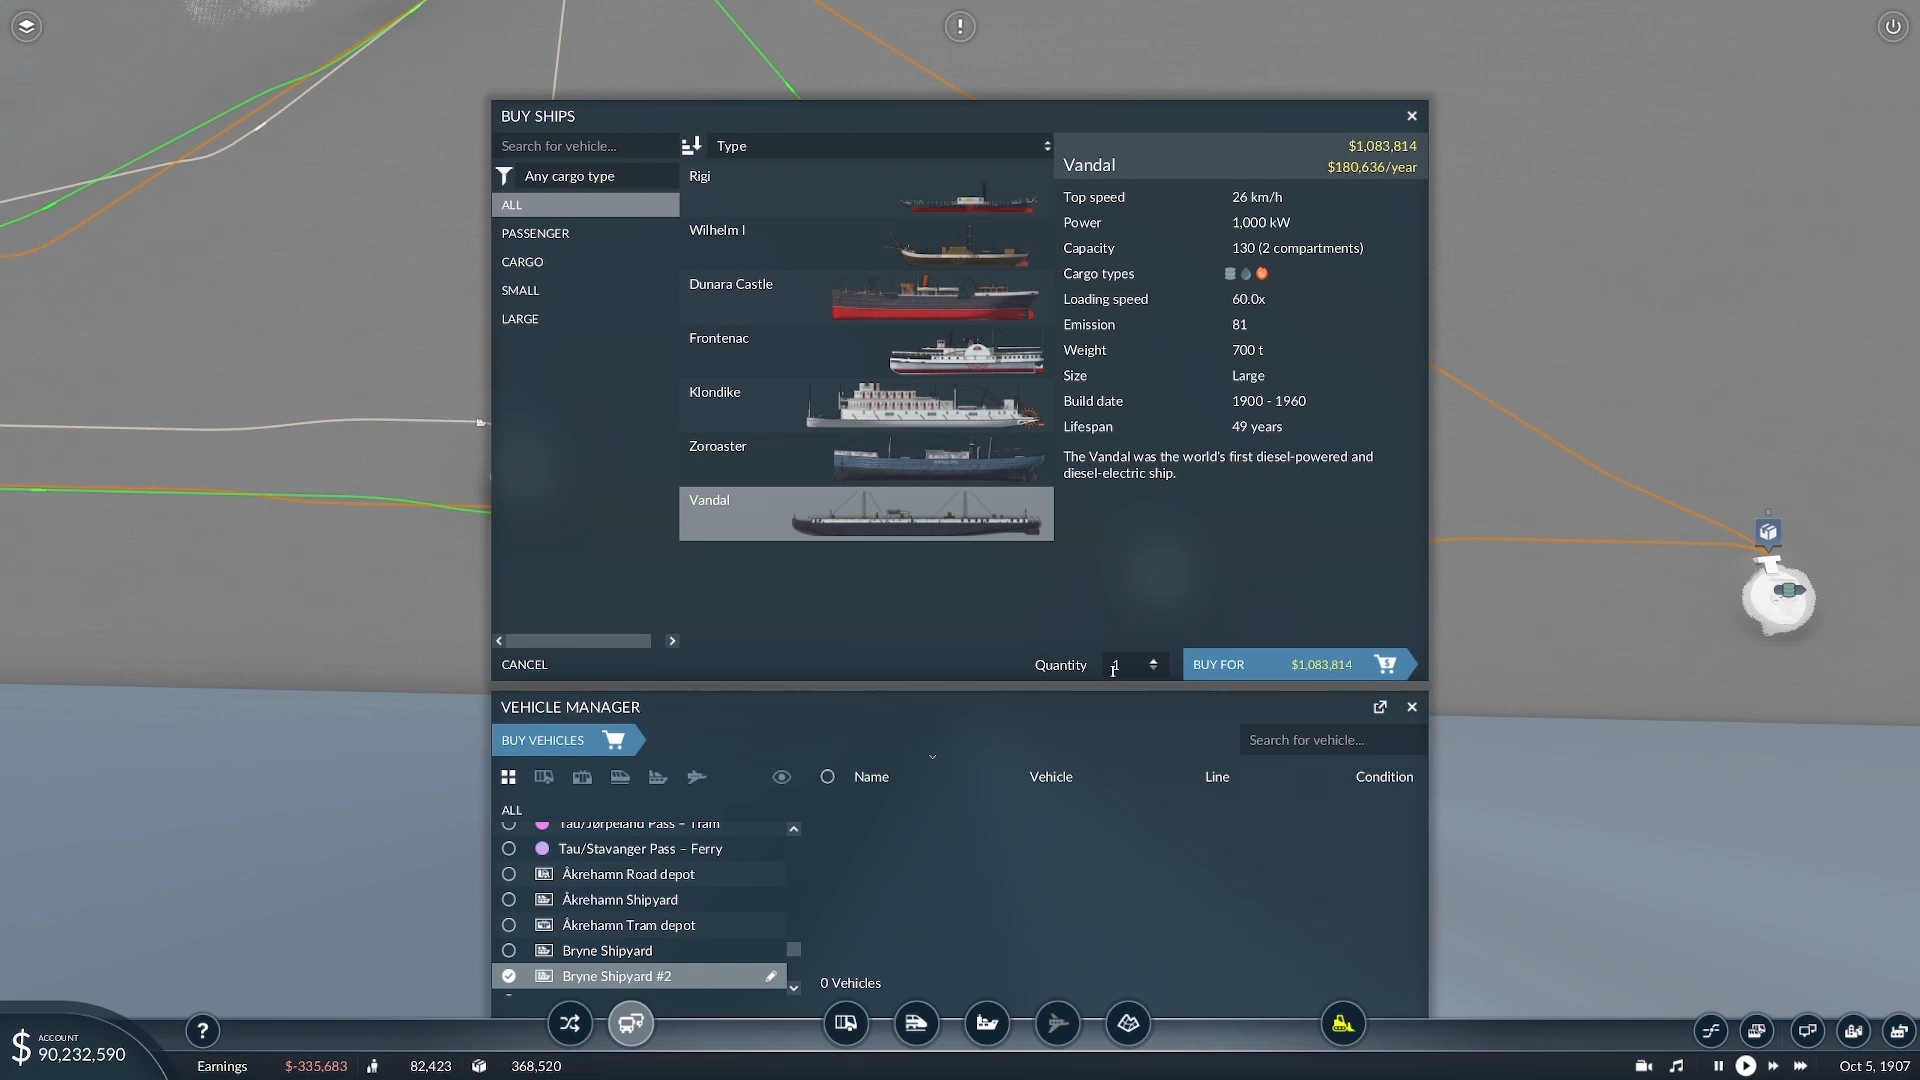 BUY SHIPS
Search for vehicle...
Type
Any cargo type
ALL
PASSENGER
CARGO
SMALL
LARGE
Rigi
Wilhelm I
Dunara Castle
Frontenac
Klondike
Zoroaster
Vandal
$1,083,814
Vandal
$180,636/year
Top speed 26 km/h
Power 1,000 kW
Capacity 130 (2 compartments)
Cargo types
Loading speed 60.0x
Emission 81
Weight 700 t
Size Large
Build date 1900 - 1960
Lifespan 49 years
The Vandal was the world's first diesel-powered and
diesel-electric ship.
CANCEL
Quantity 1
BUY FOR $1,083,814
VEHICLE MANAGER
BUY VEHICLES
Search for vehicle...
Name Vehicle Line Condition
ALL
Tau/Jørpeland Pass – Tram
Tau/Stavanger Pass – Ferry
Åkrehamn Road depot
Åkrehamn Shipyard
Åkrehamn Tram depot
Bryne Shipyard
Bryne Shipyard #2
0 Vehicles
$ ACCOUNT
90,232,590
?
Earnings $-335,683 82,423 368,520
Oct 5, 1907